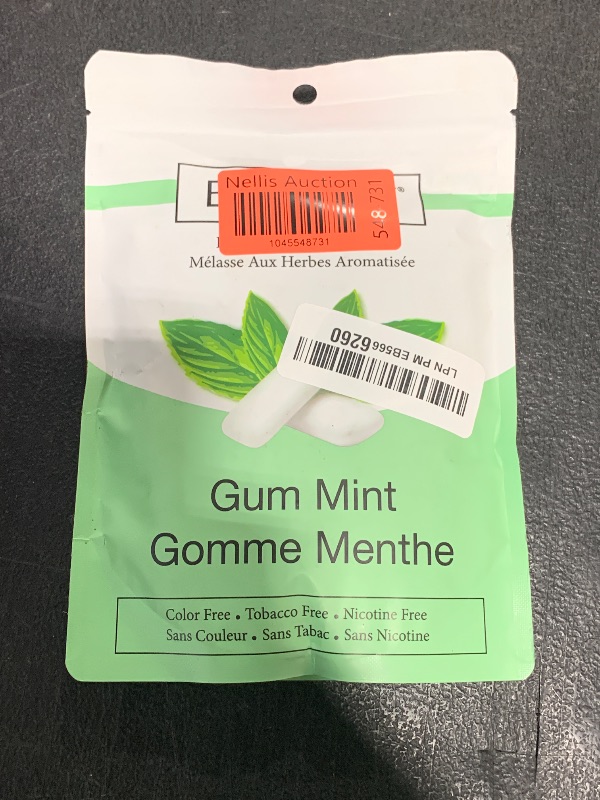 Nellis Auction
1045548731
548 731
Mélasse Aux Herbes Aromatisée
LPN PM EB5666260
Gum Mint
Gomme Menthe
Color Free • Tobacco Free • Nicotine Free
Sans Couleur • Sans Tabac • Sans Nicotine